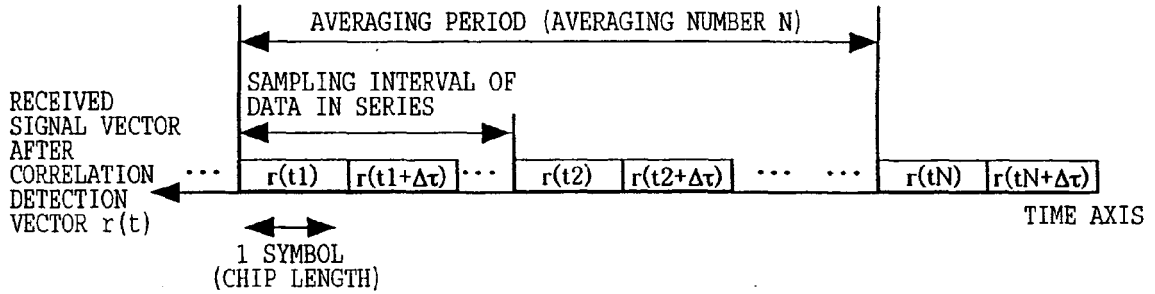 AVERAGING PERIOD (AVERAGING NUMBER N)
SAMPLING INTERVAL OF
DATA IN SERIES
RECEIVED
SIGNAL VECTOR
AFTER
CORRELATION
DETECTION
VECTOR r(t)
... r(t1) r(t1+Δτ) ... r(t2) r(t2+Δτ) ... ... r(tN) r(tN+Δτ)
TIME AXIS
1 SYMBOL
(CHIP LENGTH)